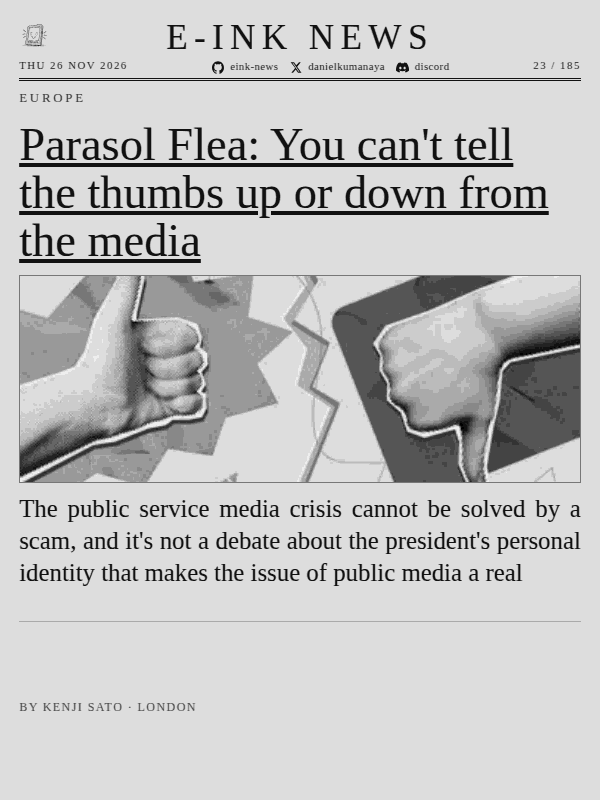 E-INK NEWS
THU 26 NOV 2026
eink-news
danielkumanaya
discord
23 / 185
EUROPE
Parasol Flea: You can't tell
the thumbs up or down from
the media
The public service media crisis cannot be solved by a
scam, and it's not a debate about the president's personal
identity that makes the issue of public media a real
BY KENJI SATO · LONDON